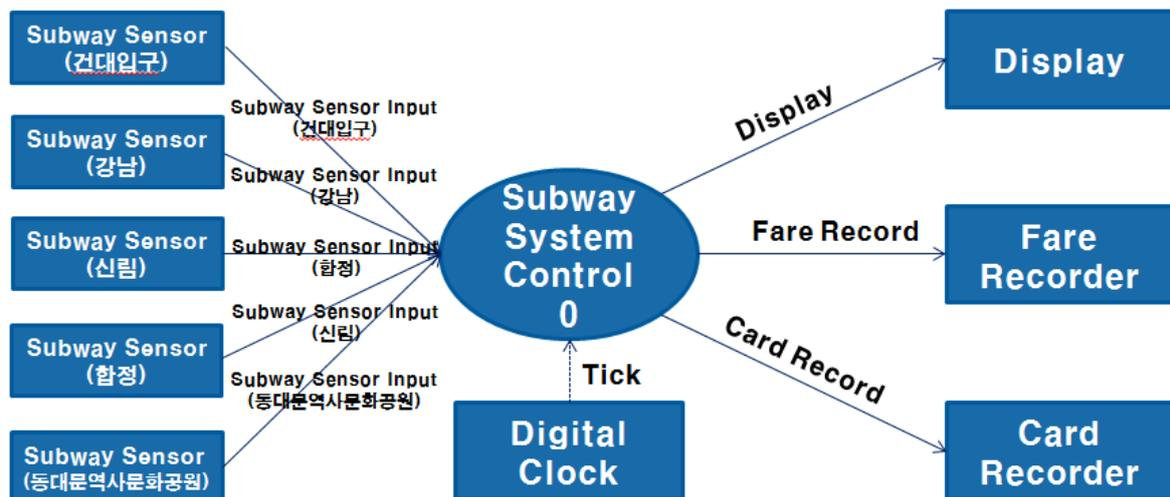 Subway Sensor
(건대입구)
Subway Sensor Input
(건대입구)
Subway Sensor
(강남)
Subway Sensor Input
(강남)
Subway Sensor
(신림)
Subway Sensor Input
(합정)
Subway Sensor
(합정)
Subway Sensor Input
(신림)
Subway Sensor
(동대문역사문화공원)
Subway Sensor Input
(동대문역사문화공원)
Subway
System
Control
0
Tick
Digital
Clock
Display
Display
Fare Record
Fare
Recorder
Card Record
Card
Recorder